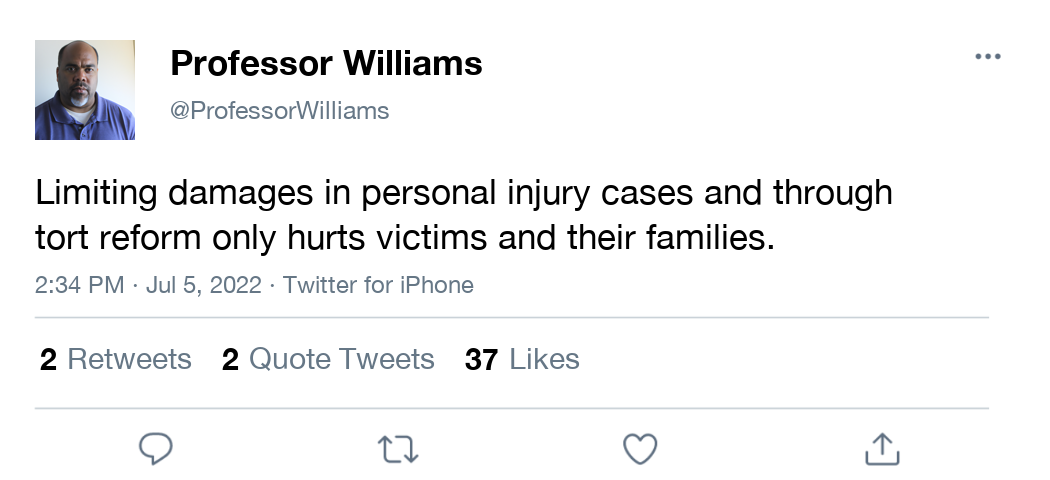 Professor Williams
@ProfessorWilliams
Limiting damages in personal injury cases and through
tort reform only hurts victims and their families.
2:34 PM · Jul 5, 2022 · Twitter for iPhone
2 Retweets 2 Quote Tweets 37 Likes